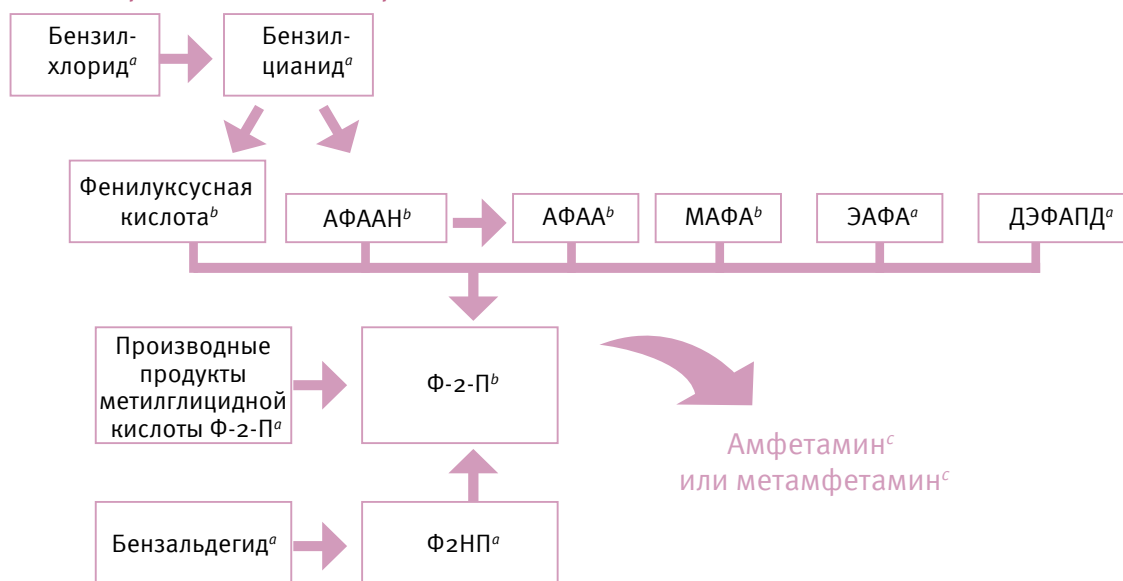 Бензил-
хлорид^a
Бензил-
цианид^a
Фенилуксусная
кислота^b
АФААН^b
АФАА^b
МАФА^b
ЭАФА^a
ДЭФАПД^a
Производные
продукты
метилглицидной
кислоты Ф-2-П^a
Ф-2-П^b
Амфетамин^c
или метамфетамин^c
Бензальдегид^a
Ф2НП^a